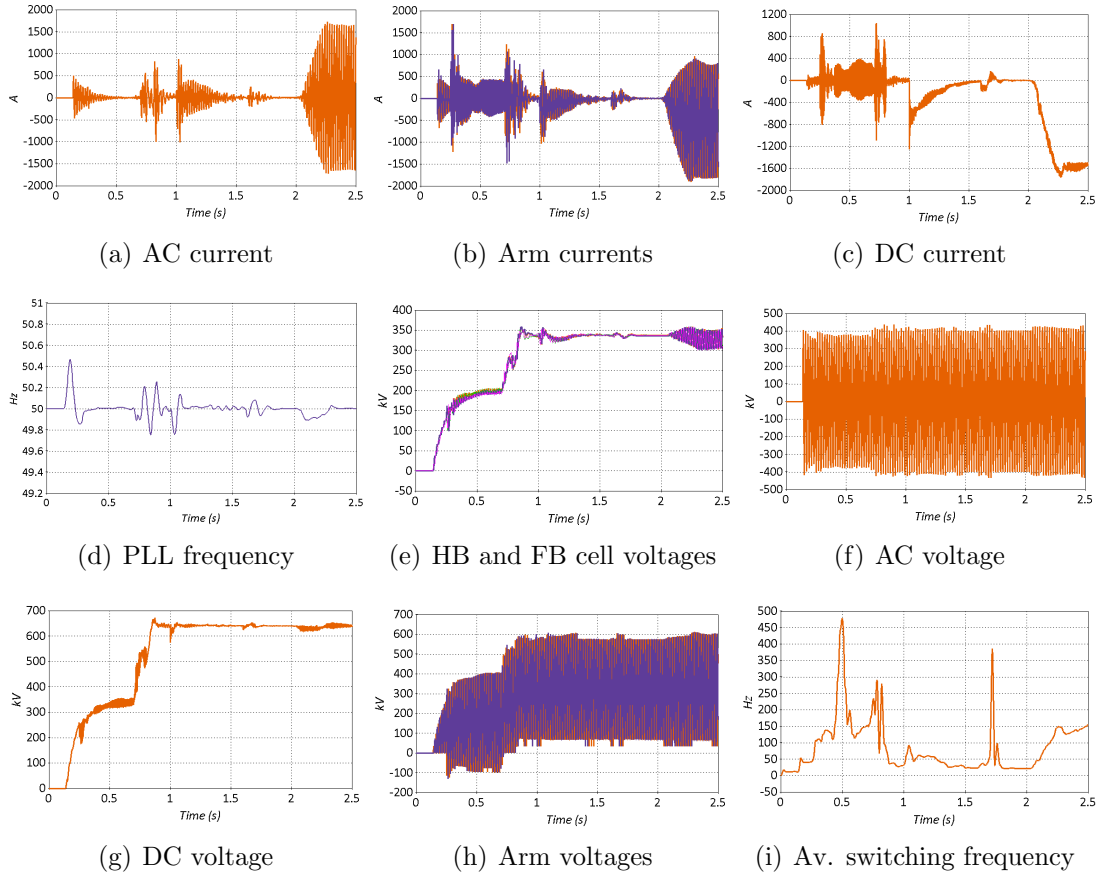 2000
1500
1000
500
0
-500
-1000
-1500
2000
A
0 0.5 1 1.5 2 2.5
Time (s)
(a) AC current
2000
1500
1000
500
0
-500
-1000
-1500
2000
A
0 0.5 1 1.5 2 2.5
Time (s)
(b) Arm currents
1200
800
400
0
-400
-800
-1200
-1600
2000
A
0 0.5 1 1.5 2 2.5
Time (s)
(c) DC current
51
50.8
50.6
50.4
50.2
50
49.8
49.6
49.4
49.2
Hz
0 0.5 1 1.5 2 2.5
Time (s)
(d) PLL frequency
kV
400
350
300
250
200
150
100
50
0
-50
0 0.5 1 1.5 2 2.5
Time (s)
(e) HB and FB cell voltages
500
400
300
200
100
0
-100
-200
-300
-400
-500
kV
0 0.5 1 1.5 2 2.5
Time (s)
(f) AC voltage
700
600
500
400
300
200
100
0
kV
0 0.5 1 1.5 2 2.5
Time (s)
(g) DC voltage
700
600
500
400
300
200
100
0
-100
200
kV
0 0.5 1 1.5 2 2.5
Time (s)
(h) Arm voltages
500
450
400
350
300
250
200
150
100
50
0
-50
Hz
0 0.5 1 1.5 2 2.5
Time (s)
(i) Av. switching frequency